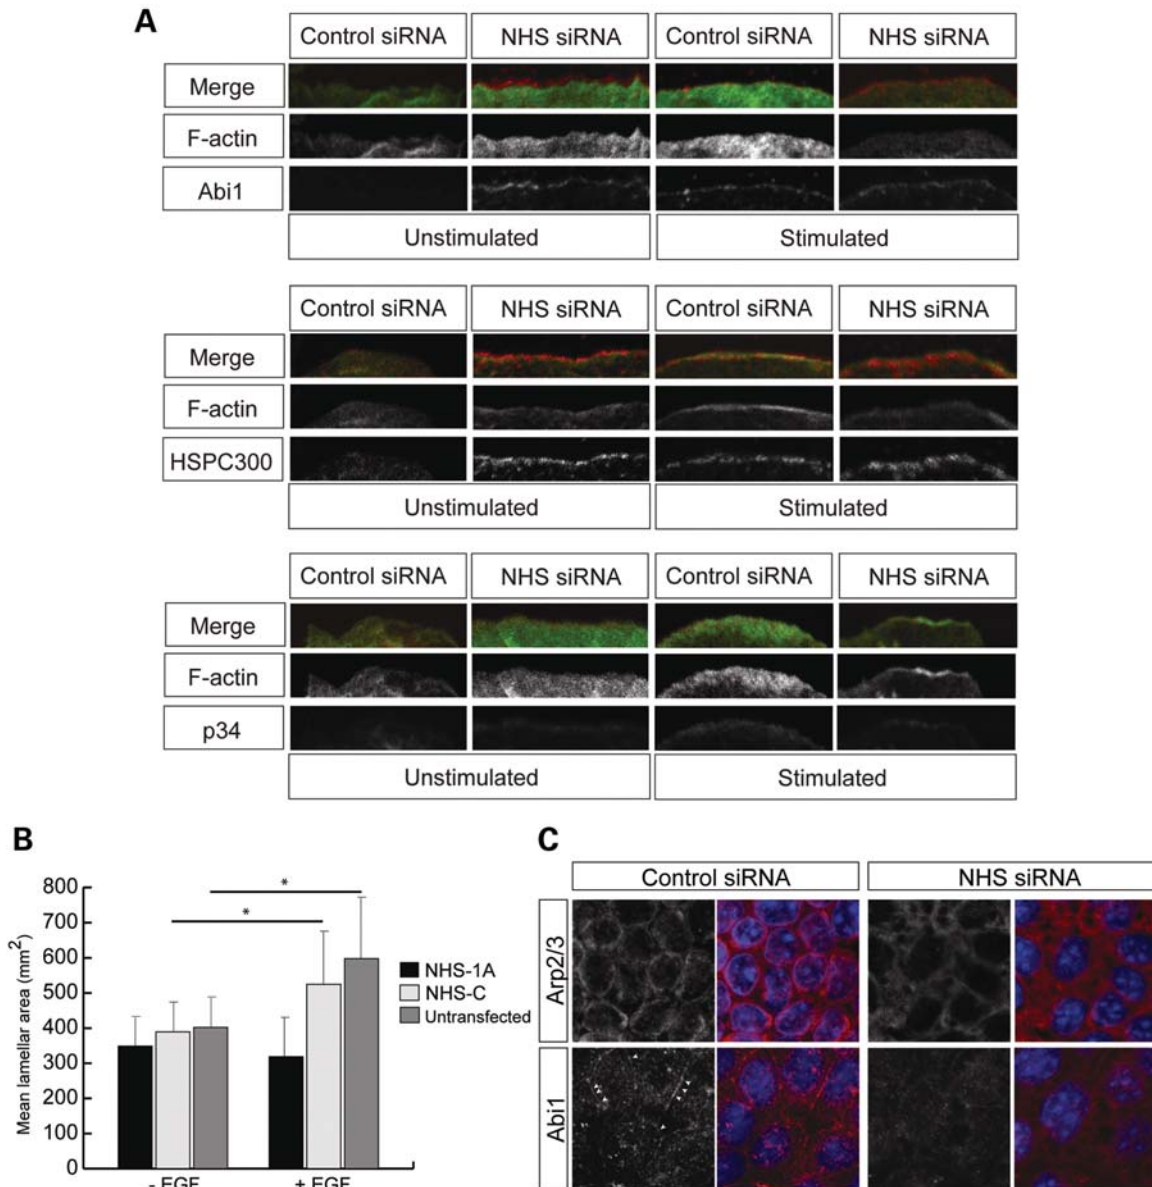 A
Control siRNA NHS siRNA Control siRNA NHS siRNA
Merge
F-actin
Abi1
Unstimulated Stimulated
Control siRNA NHS siRNA Control siRNA NHS siRNA
Merge
F-actin
HSPC300
Unstimulated Stimulated
Control siRNA NHS siRNA Control siRNA NHS siRNA
Merge
F-actin
p34
Unstimulated Stimulated
B
800
700
600
500
400
300
200
100
0
Mean lamellar area (mm²)
* 
*
NHS-1A
NHS-C
Untransfected
- EGF + EGF
C
Control siRNA NHS siRNA
Arp2/3
Abi1